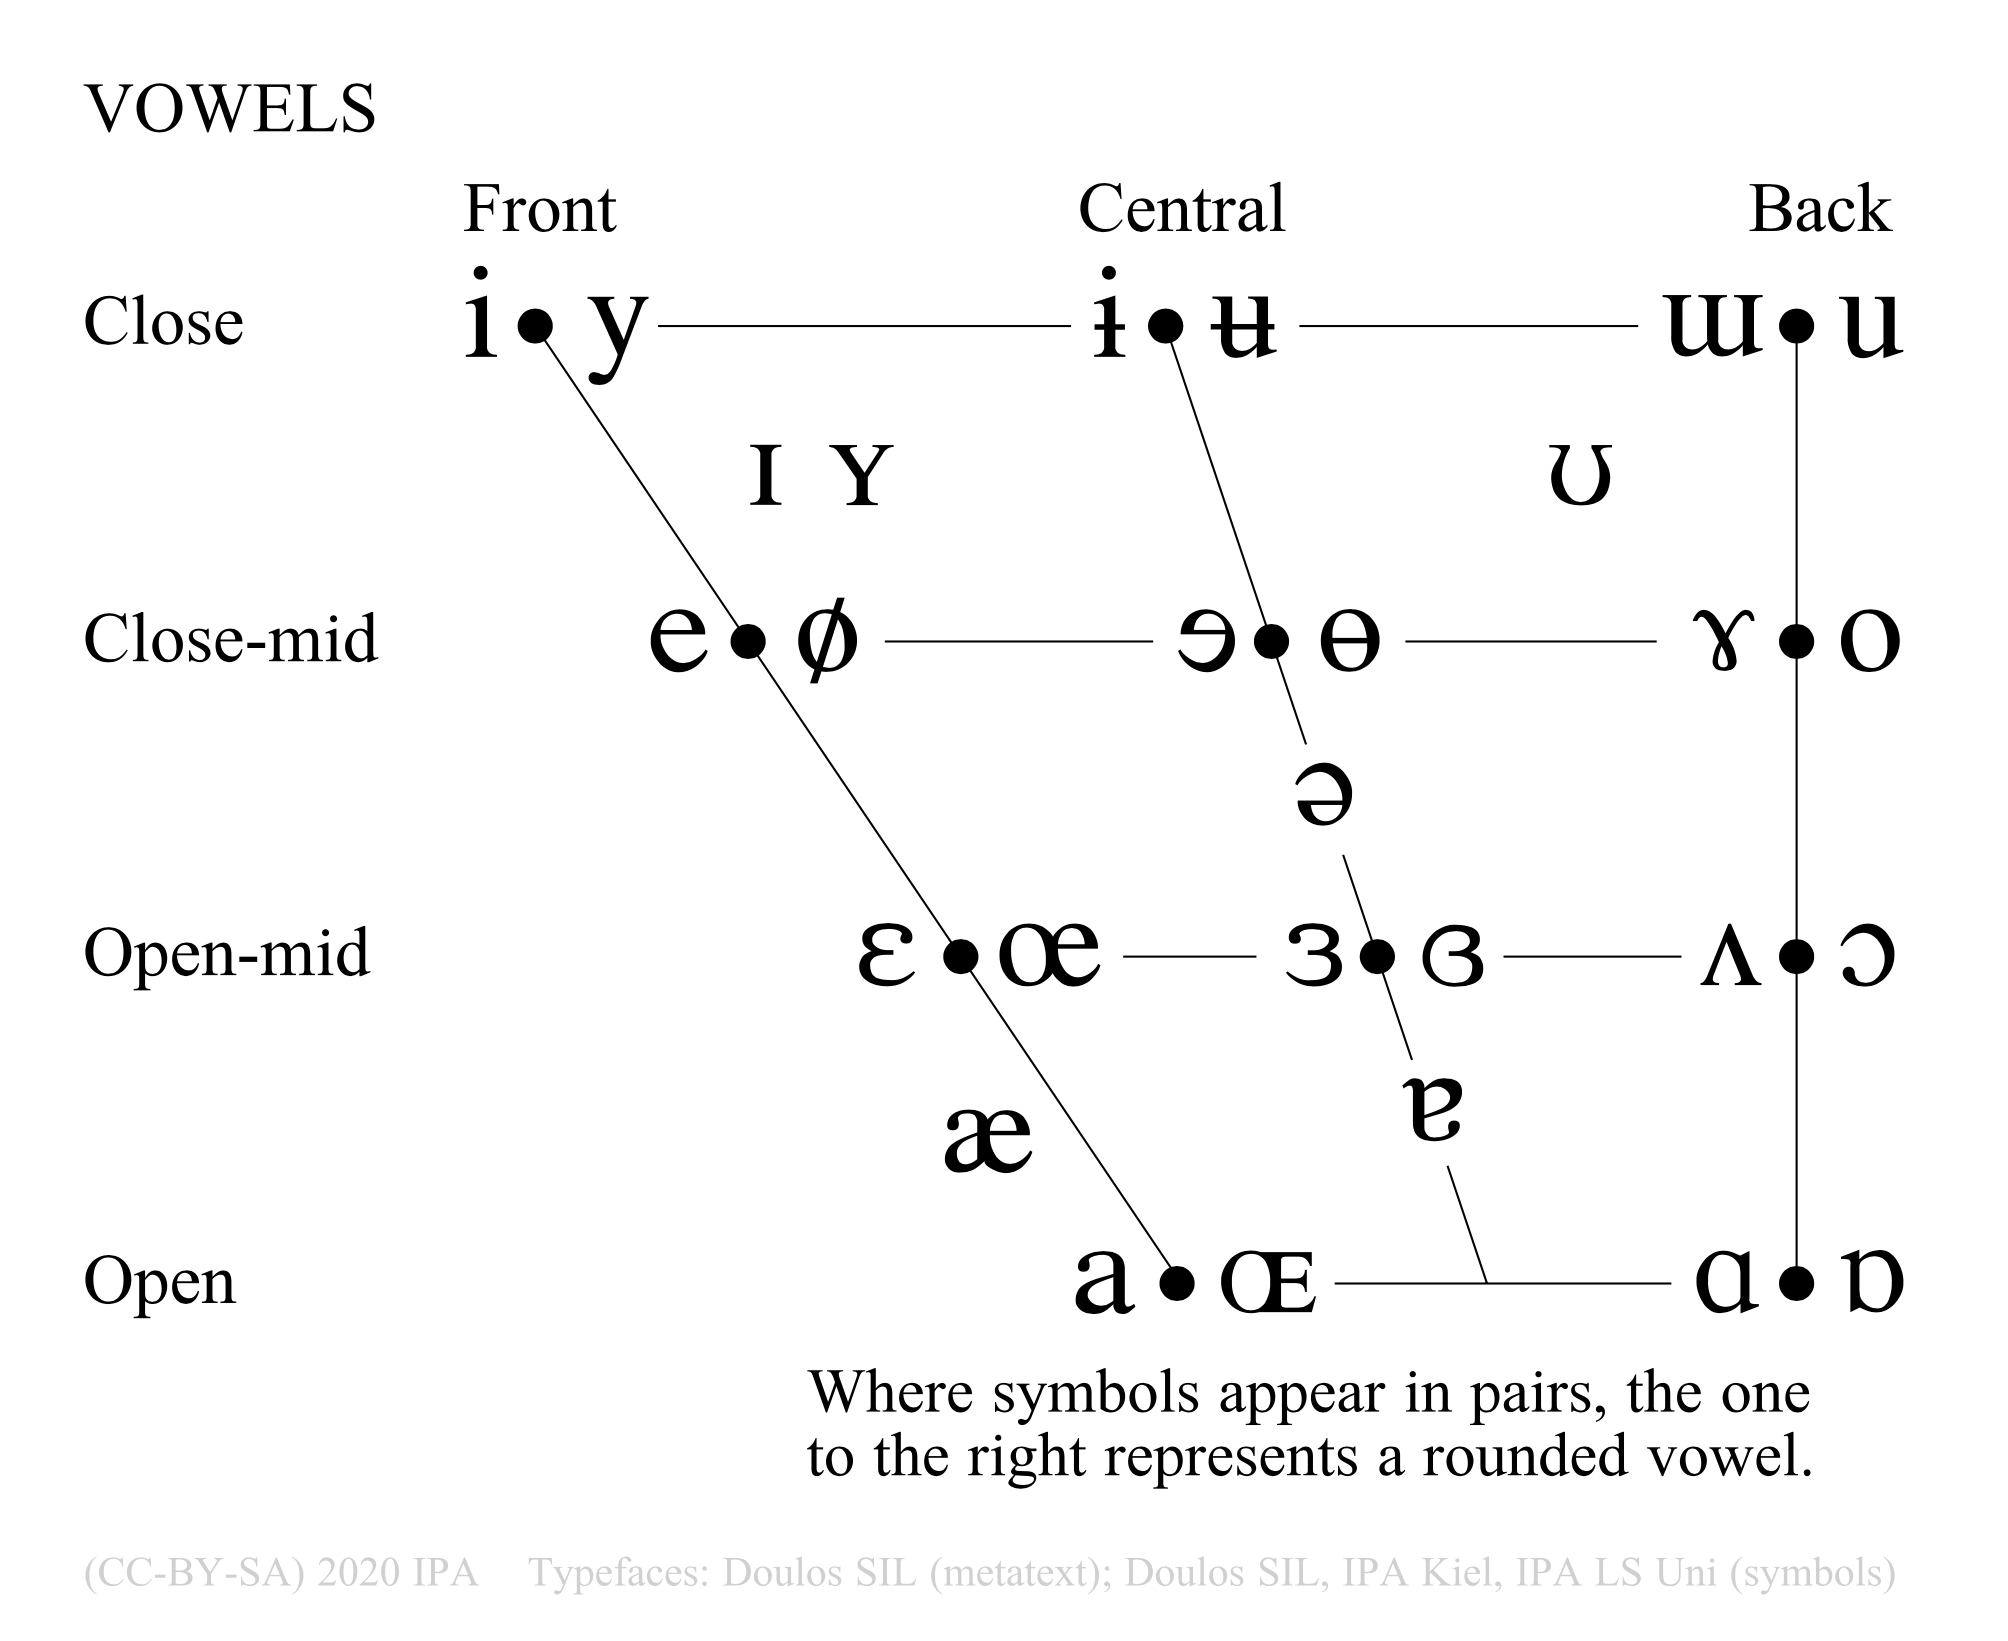 VOWELS
Front Central Back
Close i y ɨ ʉ ɯ u
ɪ ʏ ʊ
Close-mid e ø ɘ ɵ ɤ o
ə
Open-mid ɛ œ ɜ ɞ ʌ ɔ
æ ɐ
Open a ɶ ɑ ɒ
Where symbols appear in pairs, the one
to the right represents a rounded vowel.
(CC-BY-SA) 2020 IPA Typefaces: Doulos SIL (metatext); Doulos SIL, IPA Kiel, IPA LS Uni (symbols)